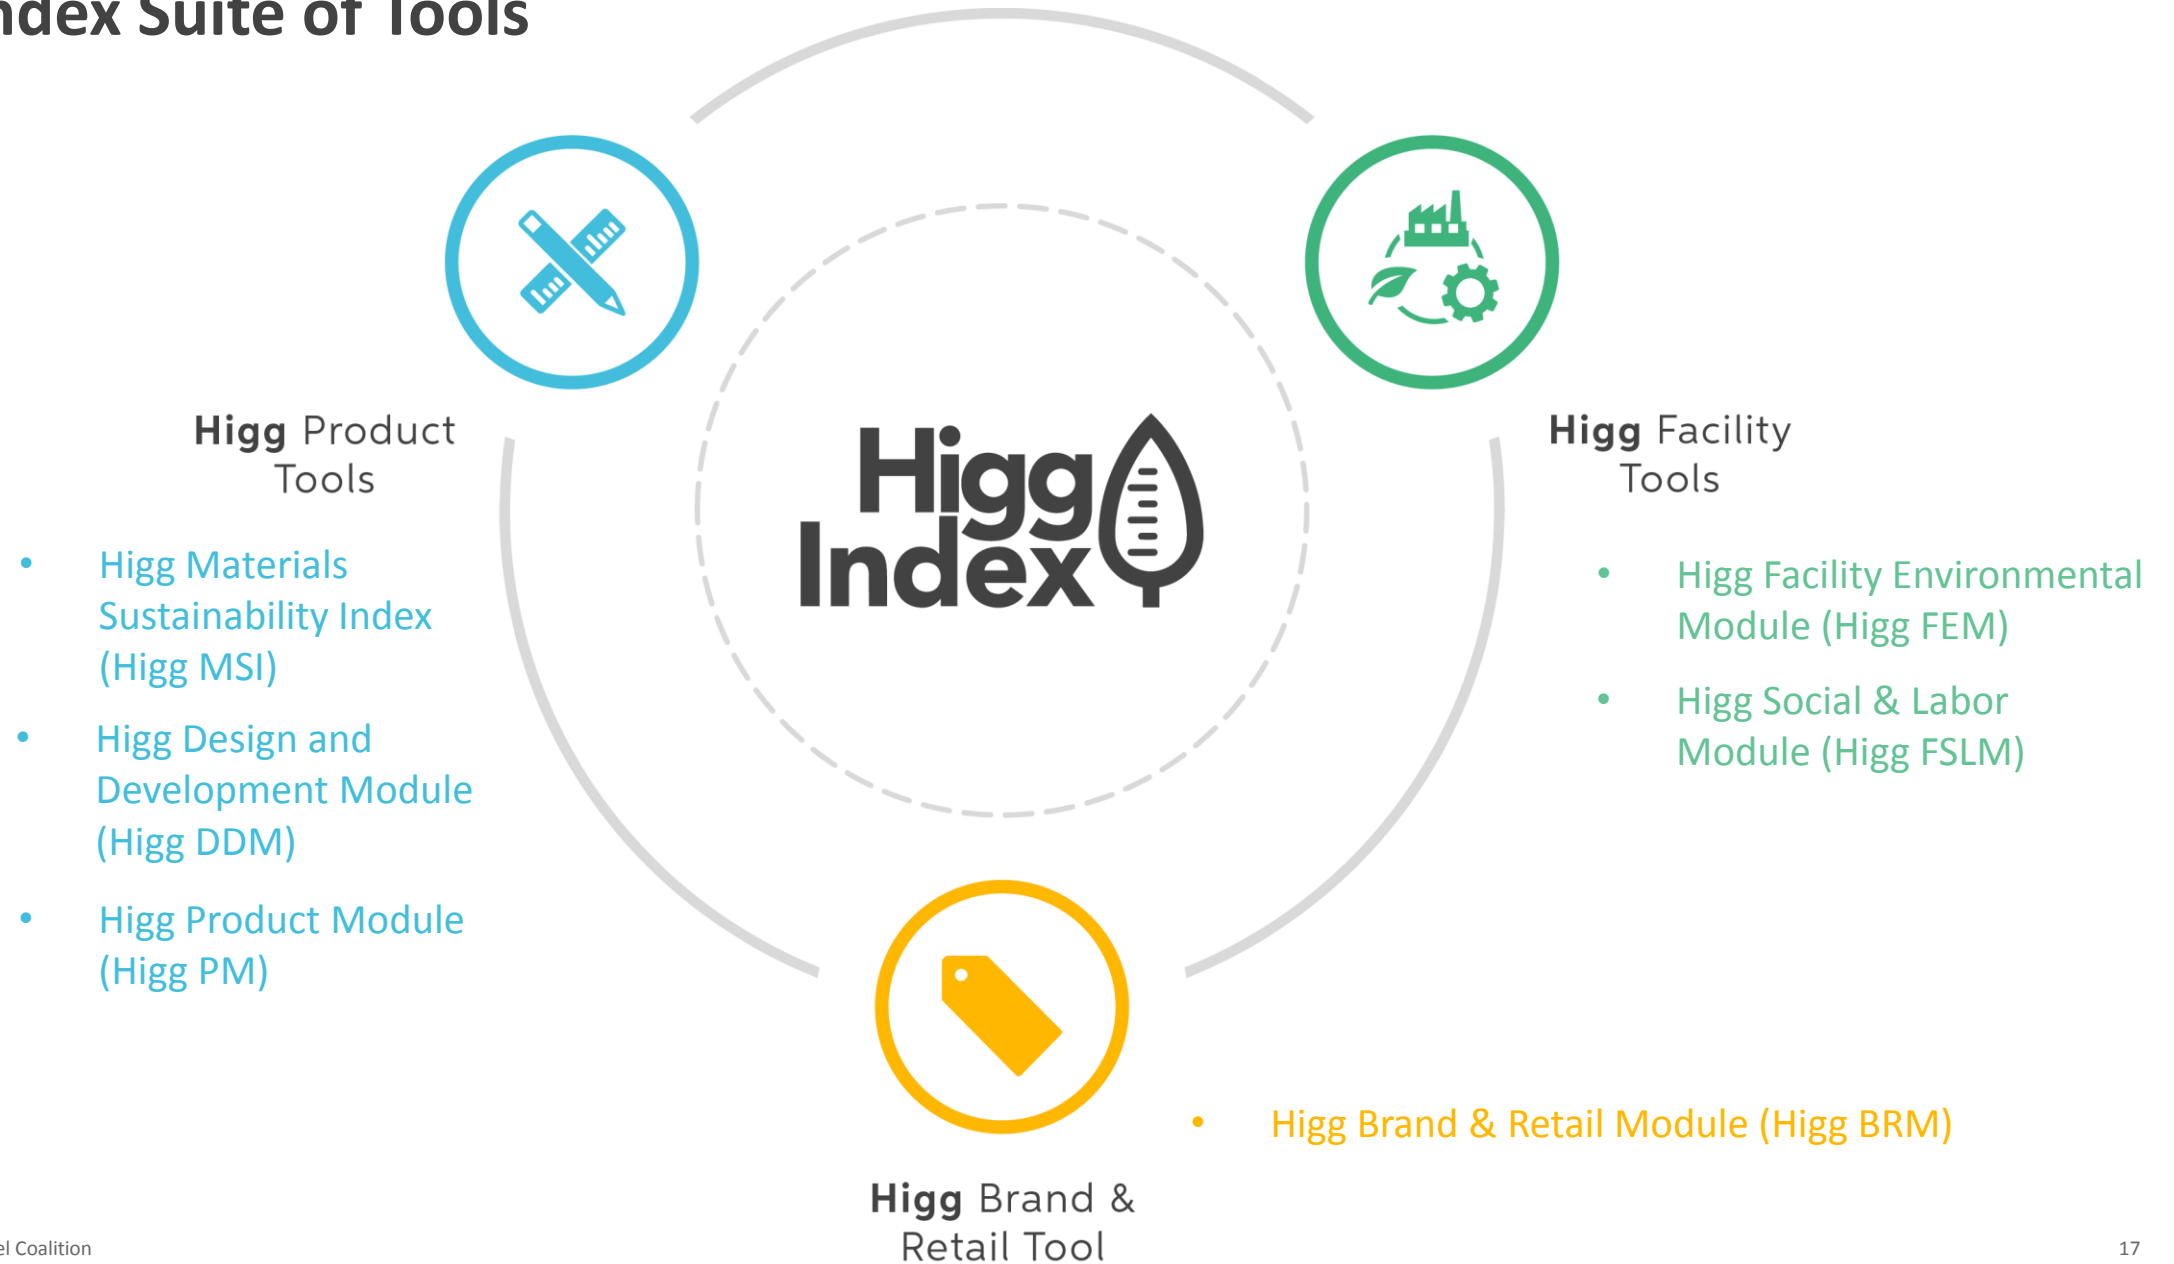 Suite of Tools
Higg Product
Tools
• Higg Materials
Sustainability Index
(Higg MSI)
• Higg Design and
Development Module
(Higg DDM)
• Higg Product Module
(Higg PM)
Higg
Index
Higg Facility
Tools
• Higg Facility Environmental
Module (Higg FEM)
• Higg Social & Labor
Module (Higg FSLM)
• Higg Brand & Retail Module (Higg BRM)
Higg Brand &
Retail Tool
Coalition
17